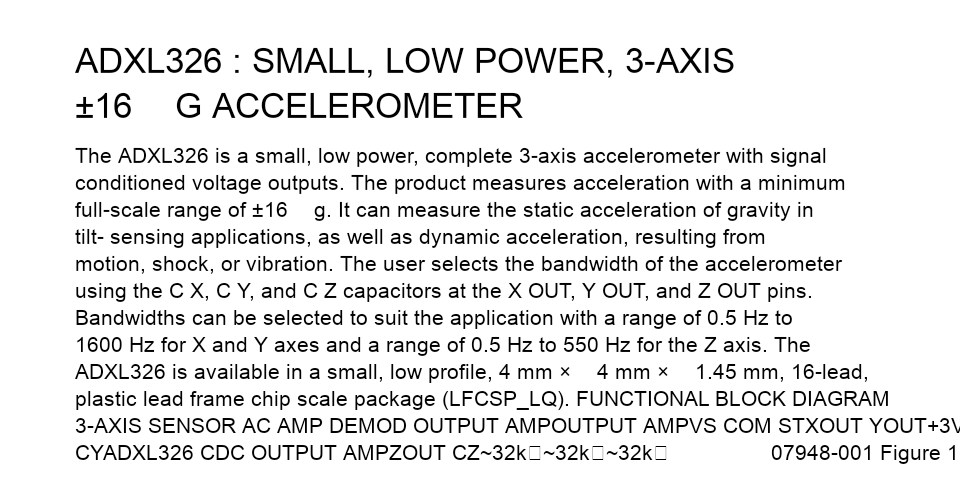 ADXL326 : SMALL, LOW POWER, 3-AXIS
±16 G ACCELEROMETER
The ADXL326 is a small, low power, complete 3-axis accelerometer with signal
conditioned voltage outputs. The product measures acceleration with a minimum
full-scale range of ±16 g. It can measure the static acceleration of gravity in
tilt- sensing applications, as well as dynamic acceleration, resulting from
motion, shock, or vibration. The user selects the bandwidth of the accelerometer
using the C X, C Y, and C Z capacitors at the X OUT, Y OUT, and Z OUT pins.
Bandwidths can be selected to suit the application with a range of 0.5 Hz to
1600 Hz for X and Y axes and a range of 0.5 Hz to 550 Hz for the Z axis. The
ADXL326 is available in a small, low profile, 4 mm × 4 mm × 1.45 mm, 16-lead,
plastic lead frame chip scale package (LFCSP_LQ). FUNCTIONAL BLOCK DIAGRAM
3-AXIS SENSOR AC AMP DEMOD OUTPUT AMPOUTPUT AMPVS COM STXOUT YOUT+3V
CYADXL326 CDC OUTPUT AMPZOUT CZ~32k□~32k□~32k□ 07948-001 Figure 1